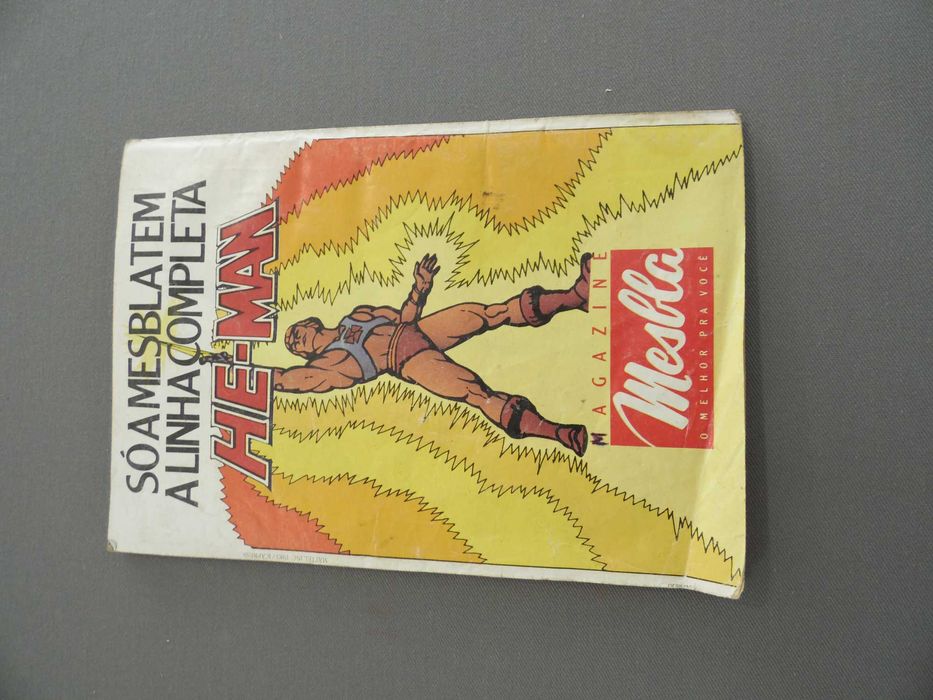 SÓ A MESBLA TEM
A LINHA COMPLETA
HE-MAN
MAGAZINE
Mesbla
O MELHOR PRA VOCÊ